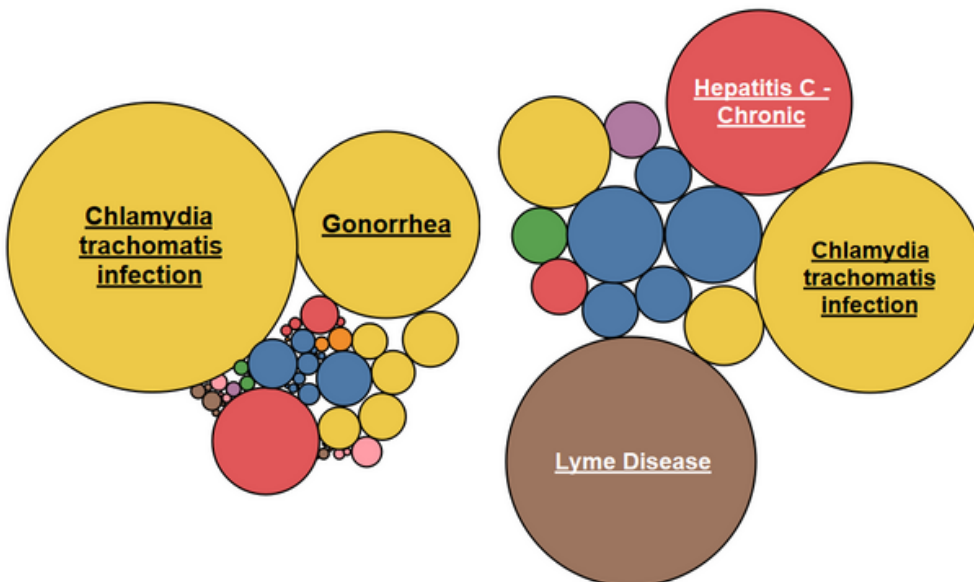 Chlamydia
trachomatis
infection
Gonorrhea
Hepatitis C -
Chronic
Chlamydia
trachomatis
infection
Lyme Disease